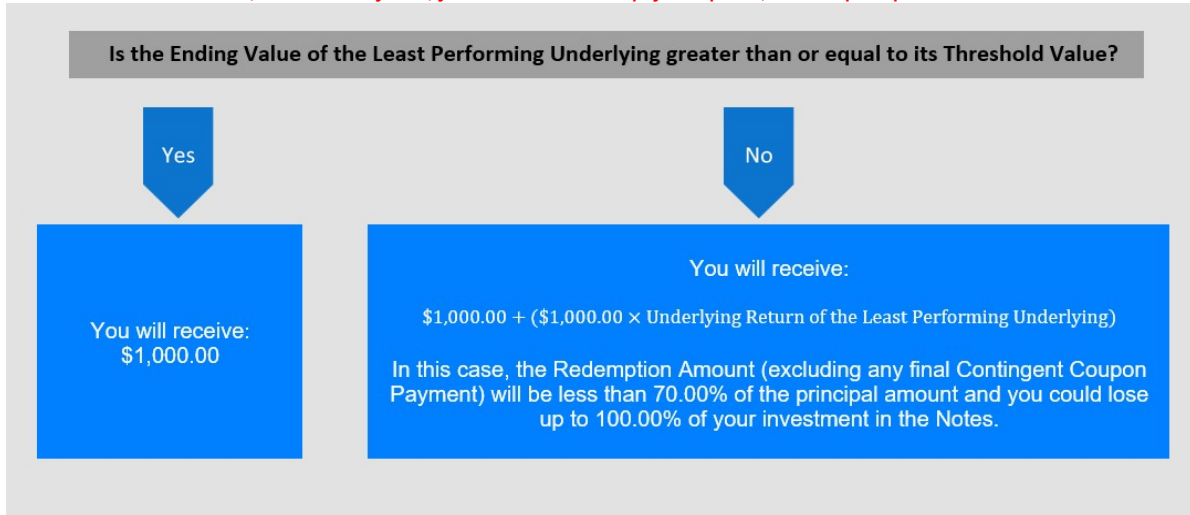 Is the Ending Value of the Least Performing Underlying greater than or equal to its Threshold Value?
Yes
No
You will receive:
$1,000.00
You will receive:
$1,000.00 + ($1,000.00 × Underlying Return of the Least Performing Underlying)
In this case, the Redemption Amount (excluding any final Contingent Coupon
Payment) will be less than 70.00% of the principal amount and you could lose
up to 100.00% of your investment in the Notes.